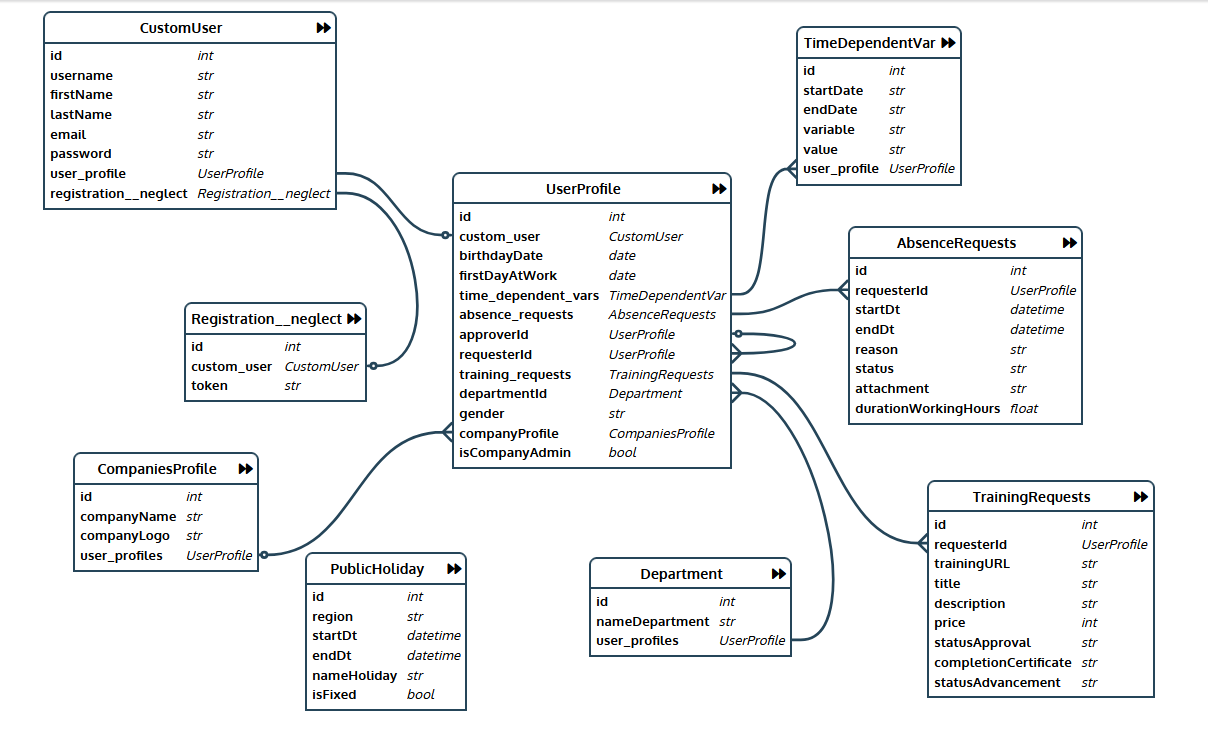 CustomUser
id int
username str
firstName str
lastName str
email str
password str
user_profile UserProfile
registration__neglect Registration__neglect
TimeDependentVar
id int
startDate str
endDate str
variable str
value str
user_profile UserProfile
UserProfile
id int
custom_user CustomUser
birthdayDate date
firstDayAtWork date
time_dependent_vars TimeDependentVar
absence_requests AbsenceRequests
approverId UserProfile
requesterId UserProfile
training_requests TrainingRequests
departmentId Department
gender str
companyProfile CompaniesProfile
isCompanyAdmin bool
AbsenceRequests
id int
requesterId UserProfile
startDt datetime
endDt datetime
reason str
status str
attachment str
durationWorkingHours float
Registration__neglect
id int
custom_user CustomUser
token str
CompaniesProfile
id int
companyName str
companyLogo str
user_profiles UserProfile
PublicHoliday
id int
region str
startDt datetime
endDt datetime
nameHoliday str
isFixed bool
Department
id int
nameDepartment str
user_profiles UserProfile
TrainingRequests
id int
requesterId UserProfile
trainingURL str
title str
description str
price int
statusApproval str
completionCertificate str
statusAdvancement str